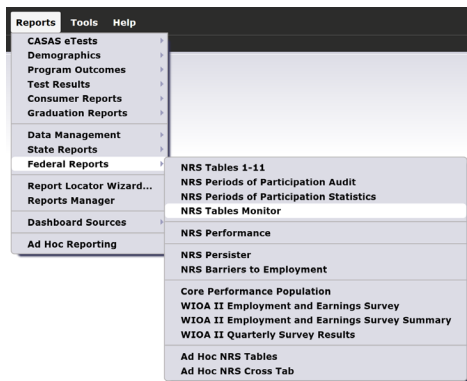 Reports Tools Help
CASAS eTests
Demographics
Program Outcomes
Test Results
Consumer Reports
Graduation Reports
Data Management
State Reports
Federal Reports
Report Locator Wizard...
Reports Manager
Dashboard Sources
Ad Hoc Reporting
NRS Tables 1-11
NRS Periods of Participation Audit
NRS Periods of Participation Statistics
NRS Tables Monitor
NRS Performance
NRS Persister
NRS Barriers to Employment
Core Performance Population
WIOA II Employment and Earnings Survey
WIOA II Employment and Earnings Survey Summary
WIOA II Quarterly Survey Results
Ad Hoc NRS Tables
Ad Hoc NRS Cross Tab